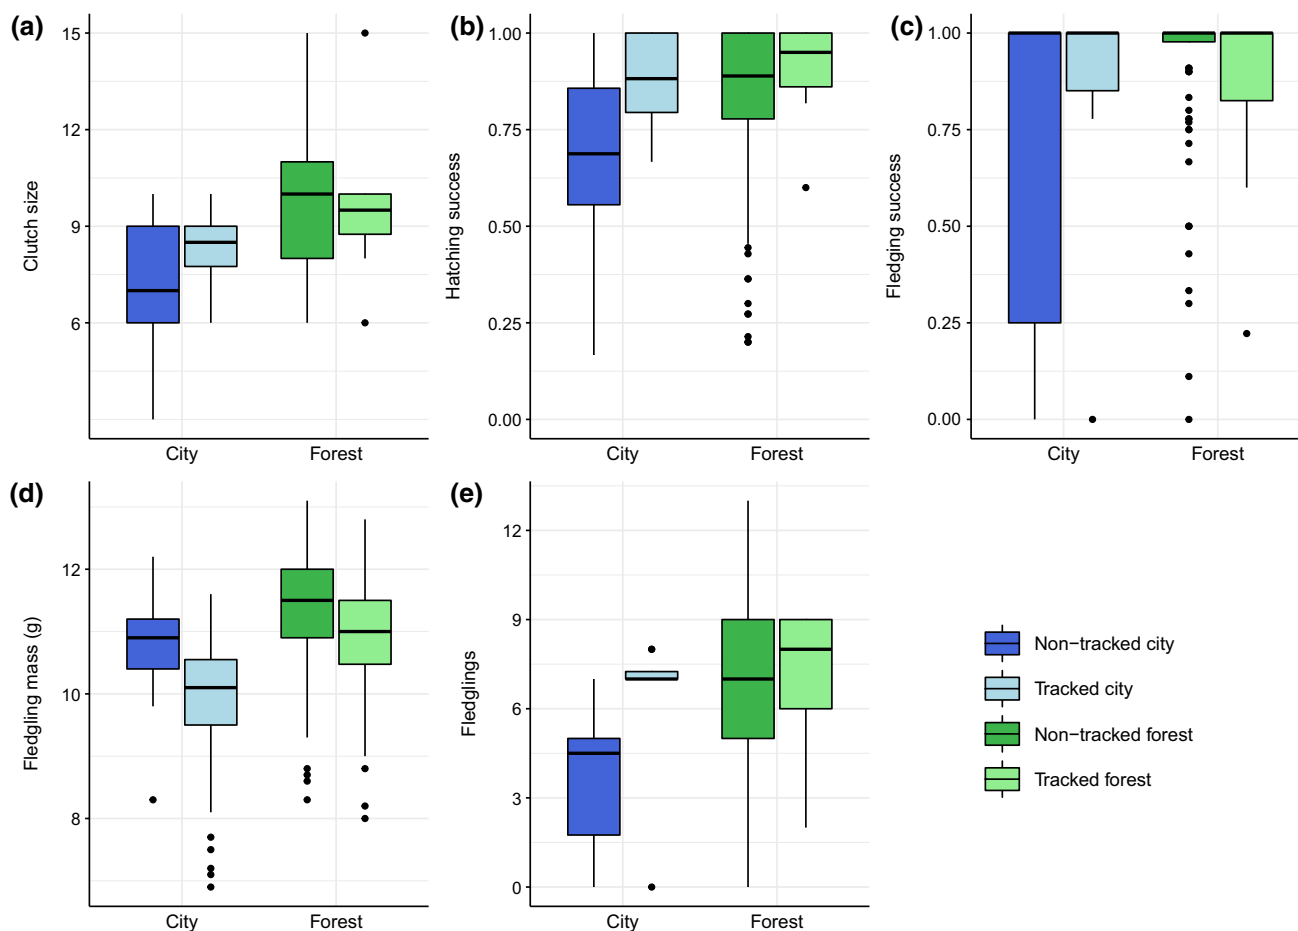 (a)
Clutch size
15
12
9
6
City
Forest
(b)
Hatching success
1.00
0.75
0.50
0.25
0.00
City
Forest
(c)
Fledging success
1.00
0.75
0.50
0.25
0.00
City
Forest
(d)
Fledgling mass (g)
12
10
8
City
Forest
(e)
Fledglings
12
9
6
3
0
City
Forest
Non-tracked city
Tracked city
Non-tracked forest
Tracked forest